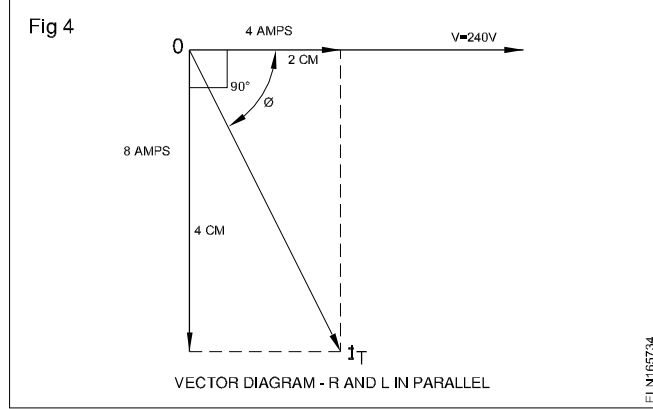 Fig 4
4 AMPS
V=240V
0
2 CM
90°
Ø
8 AMPS
4 CM
IT
VECTOR DIAGRAM - R AND L IN PARALLEL
ELN165734